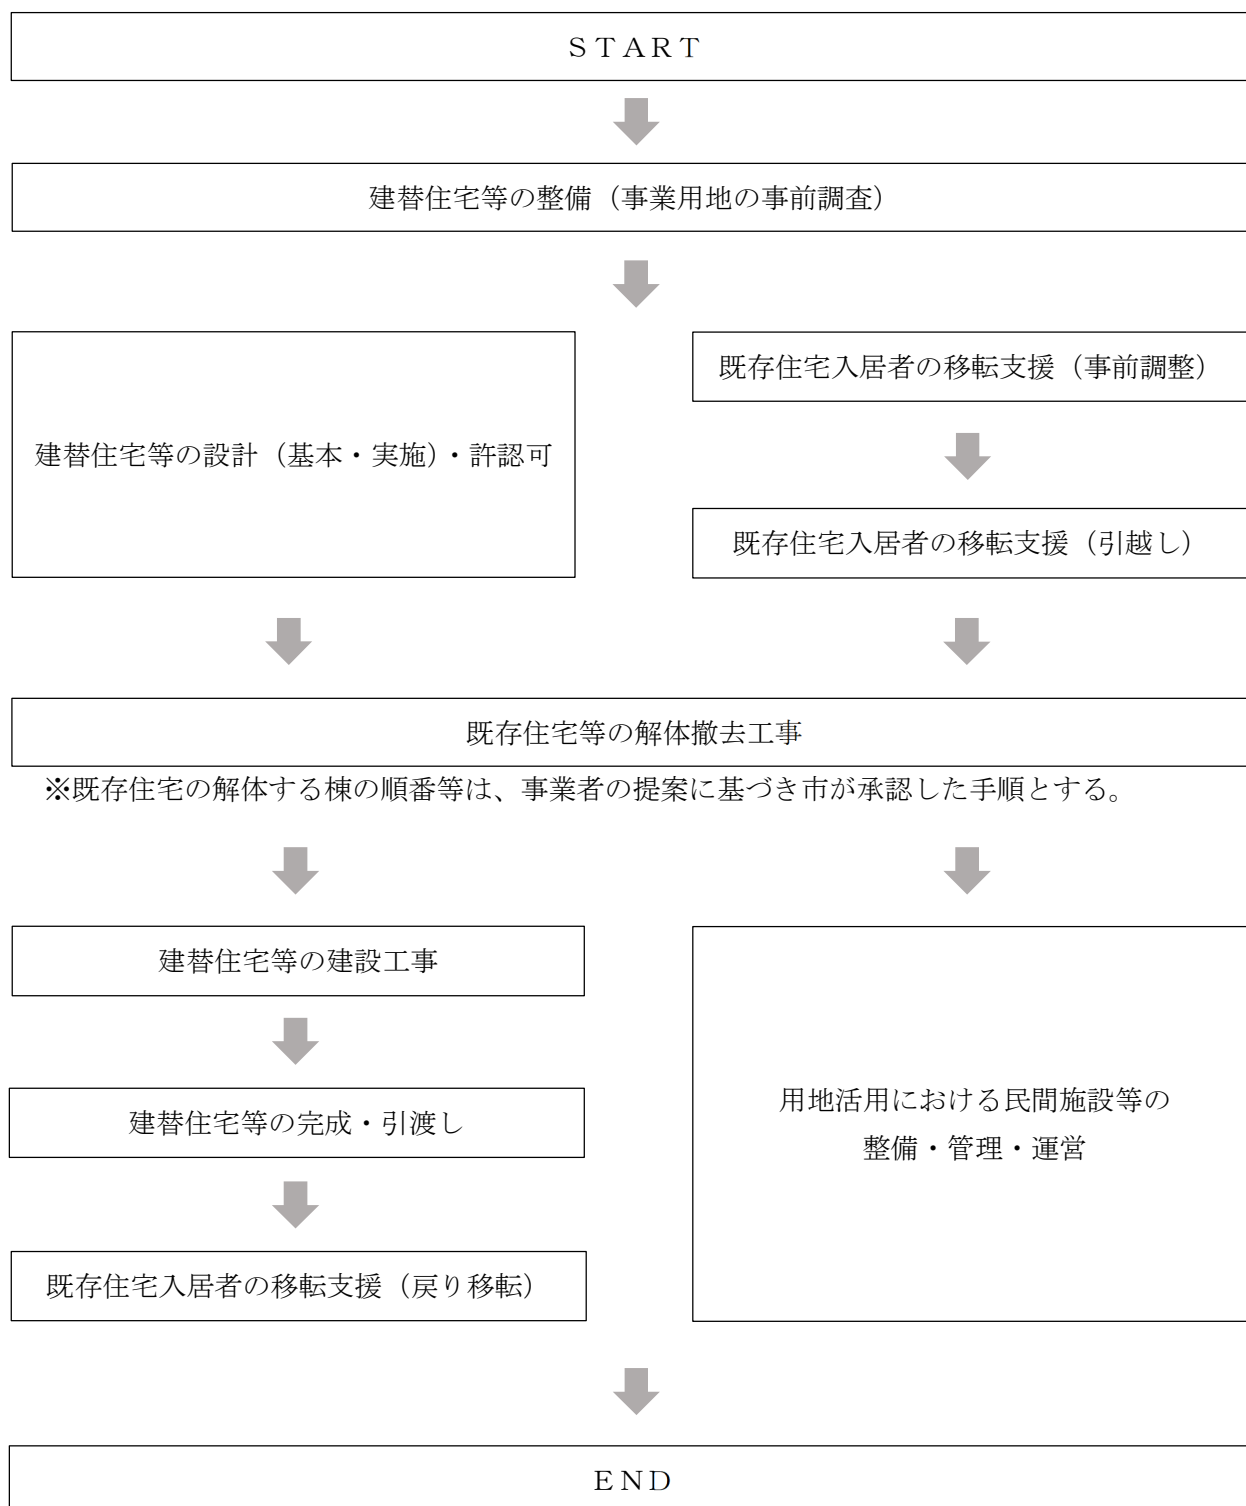 ＳＴＡＲＴ
建替住宅等の整備（事業用地の事前調査）
建替住宅等の設計（基本・実施）・許認可
既存住宅入居者の移転支援（事前調整）
既存住宅入居者の移転支援（引越し）
既存住宅等の解体撤去工事
※既存住宅の解体する棟の順番等は、事業者の提案に基づき市が承認した手順とする。
建替住宅等の建設工事
建替住宅等の完成・引渡し
既存住宅入居者の移転支援（戻り移転）
用地活用における民間施設等の
整備・管理・運営
ＥＮＤ